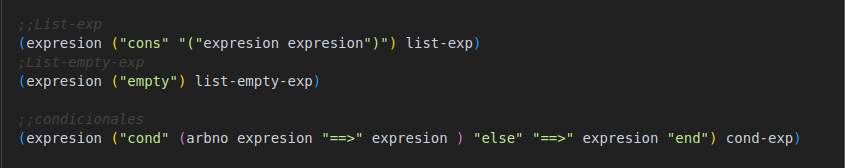 ;;List-exp
(expresion ("cons" "("expresion expresion")") list-exp)
;List-empty-exp
(expresion ("empty") list-empty-exp)
;;condicionales
(expresion ("cond" (arbno expresion "==>" expresion ) "else" "==>" expresion "end") cond-exp)